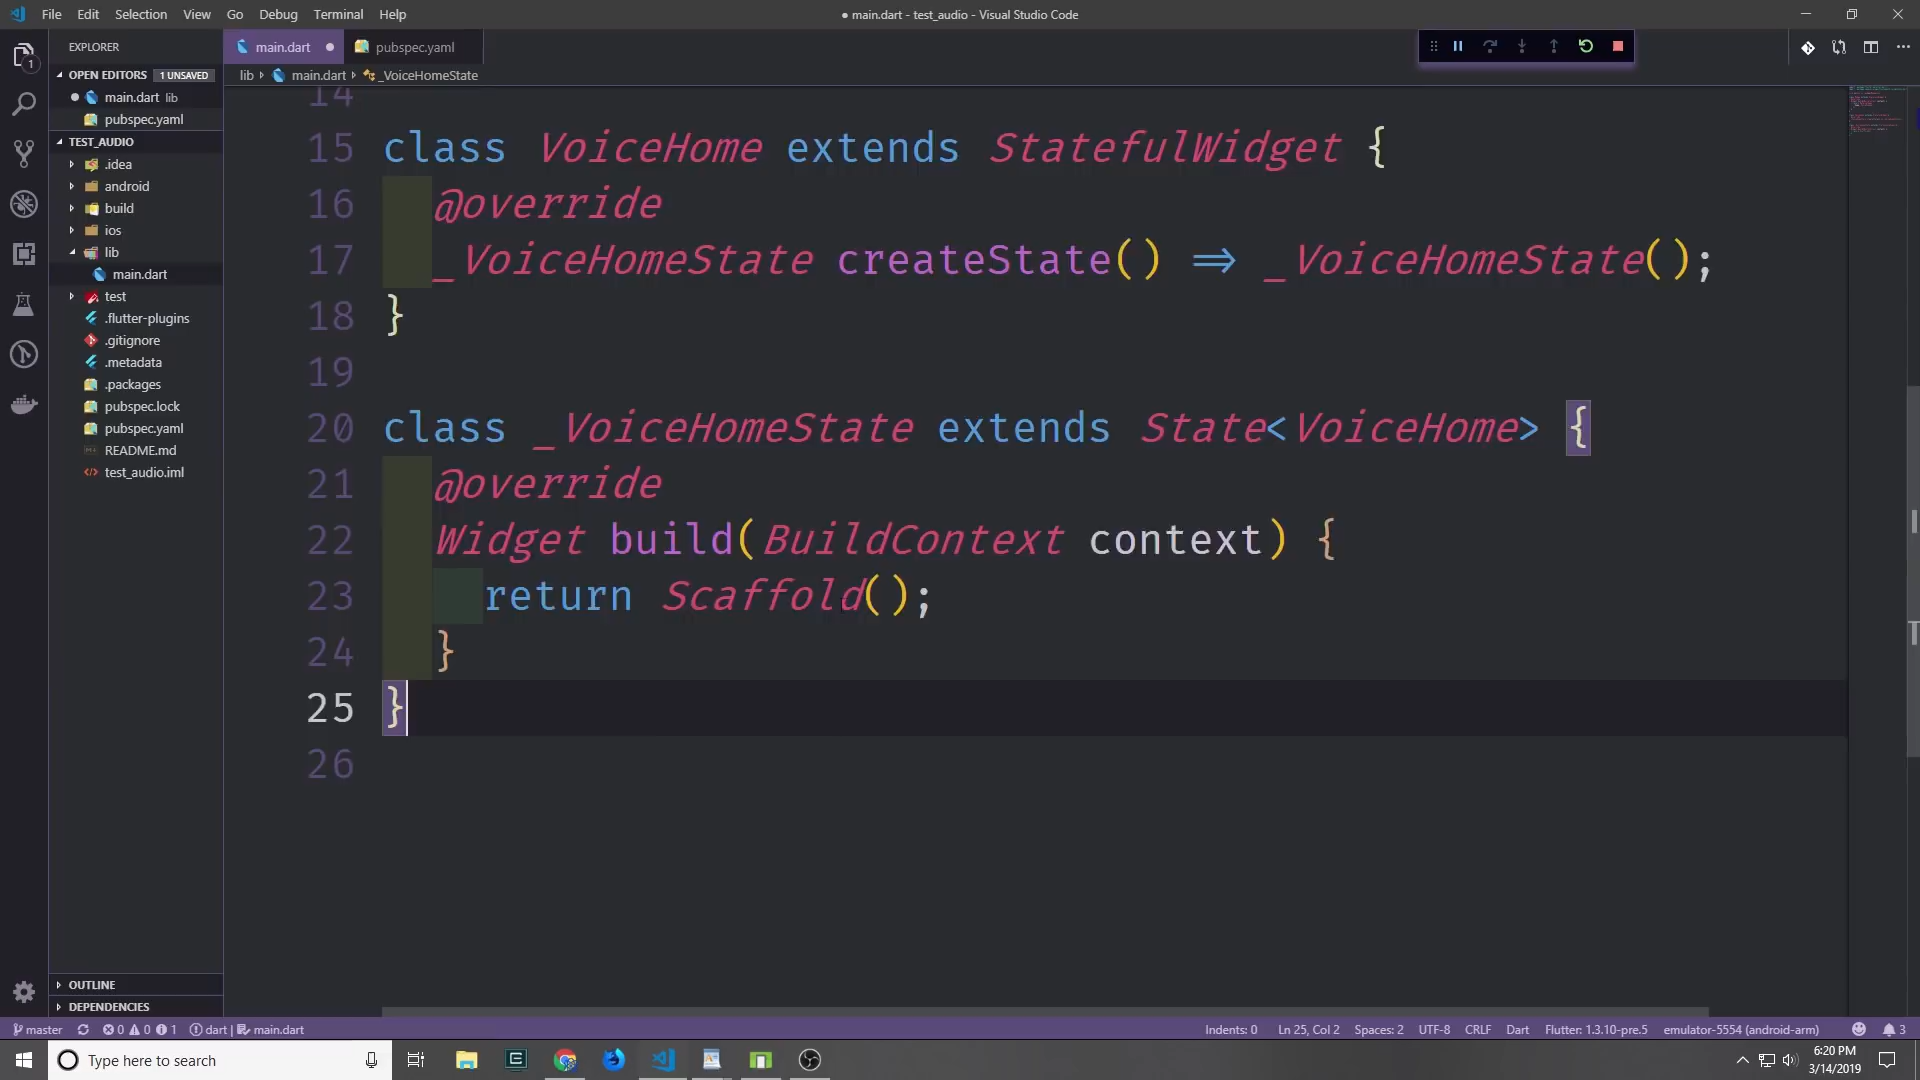 File Edit Selection View Go Debug Terminal Help
● main.dart - test_audio - Visual Studio Code
EXPLORER
main.dart
pubspec.yaml
OPEN EDITORS 1 UNSAVED
lib main.dart _VoiceHomeState
main.dart lib
pubspec.yaml
TEST_AUDIO
.idea
android
build
ios
lib
main.dart
test
.flutter-plugins
.gitignore
.metadata
.packages
pubspec.lock
pubspec.yaml
README.md
test_audio.iml
OUTLINE
DEPENDENCIES
1
14
15 class VoiceHome extends StatefulWidget {
16 @override
17 _VoiceHomeState createState() => _VoiceHomeState();
18 }
19
20 class _VoiceHomeState extends State<VoiceHome> {
21 @override
22 Widget build(BuildContext context) {
23 return Scaffold();
24 }
25 }
26
master 0 0 1 dart | main.dart
Indents: 0 Ln 25, Col 2 Spaces: 2 UTF-8 CRLF Dart Flutter: 1.3.10-pre.5 emulator-5554 (android-arm) 3
Type here to search
6:20 PM
3/14/2019